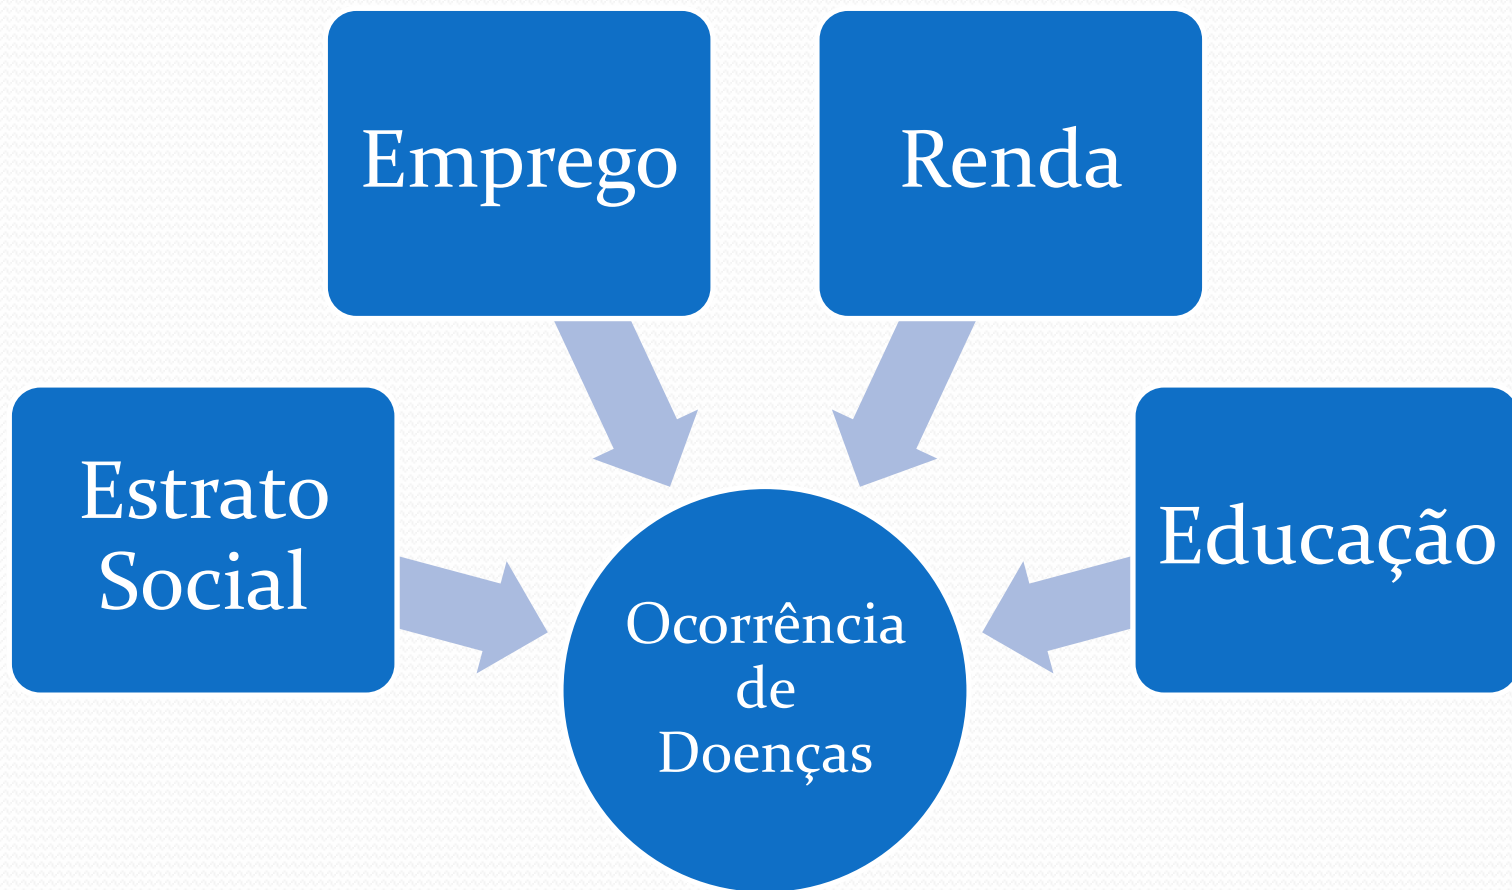 Emprego
Renda
Estrato
Social
Educação
Ocorrência
de
Doenças